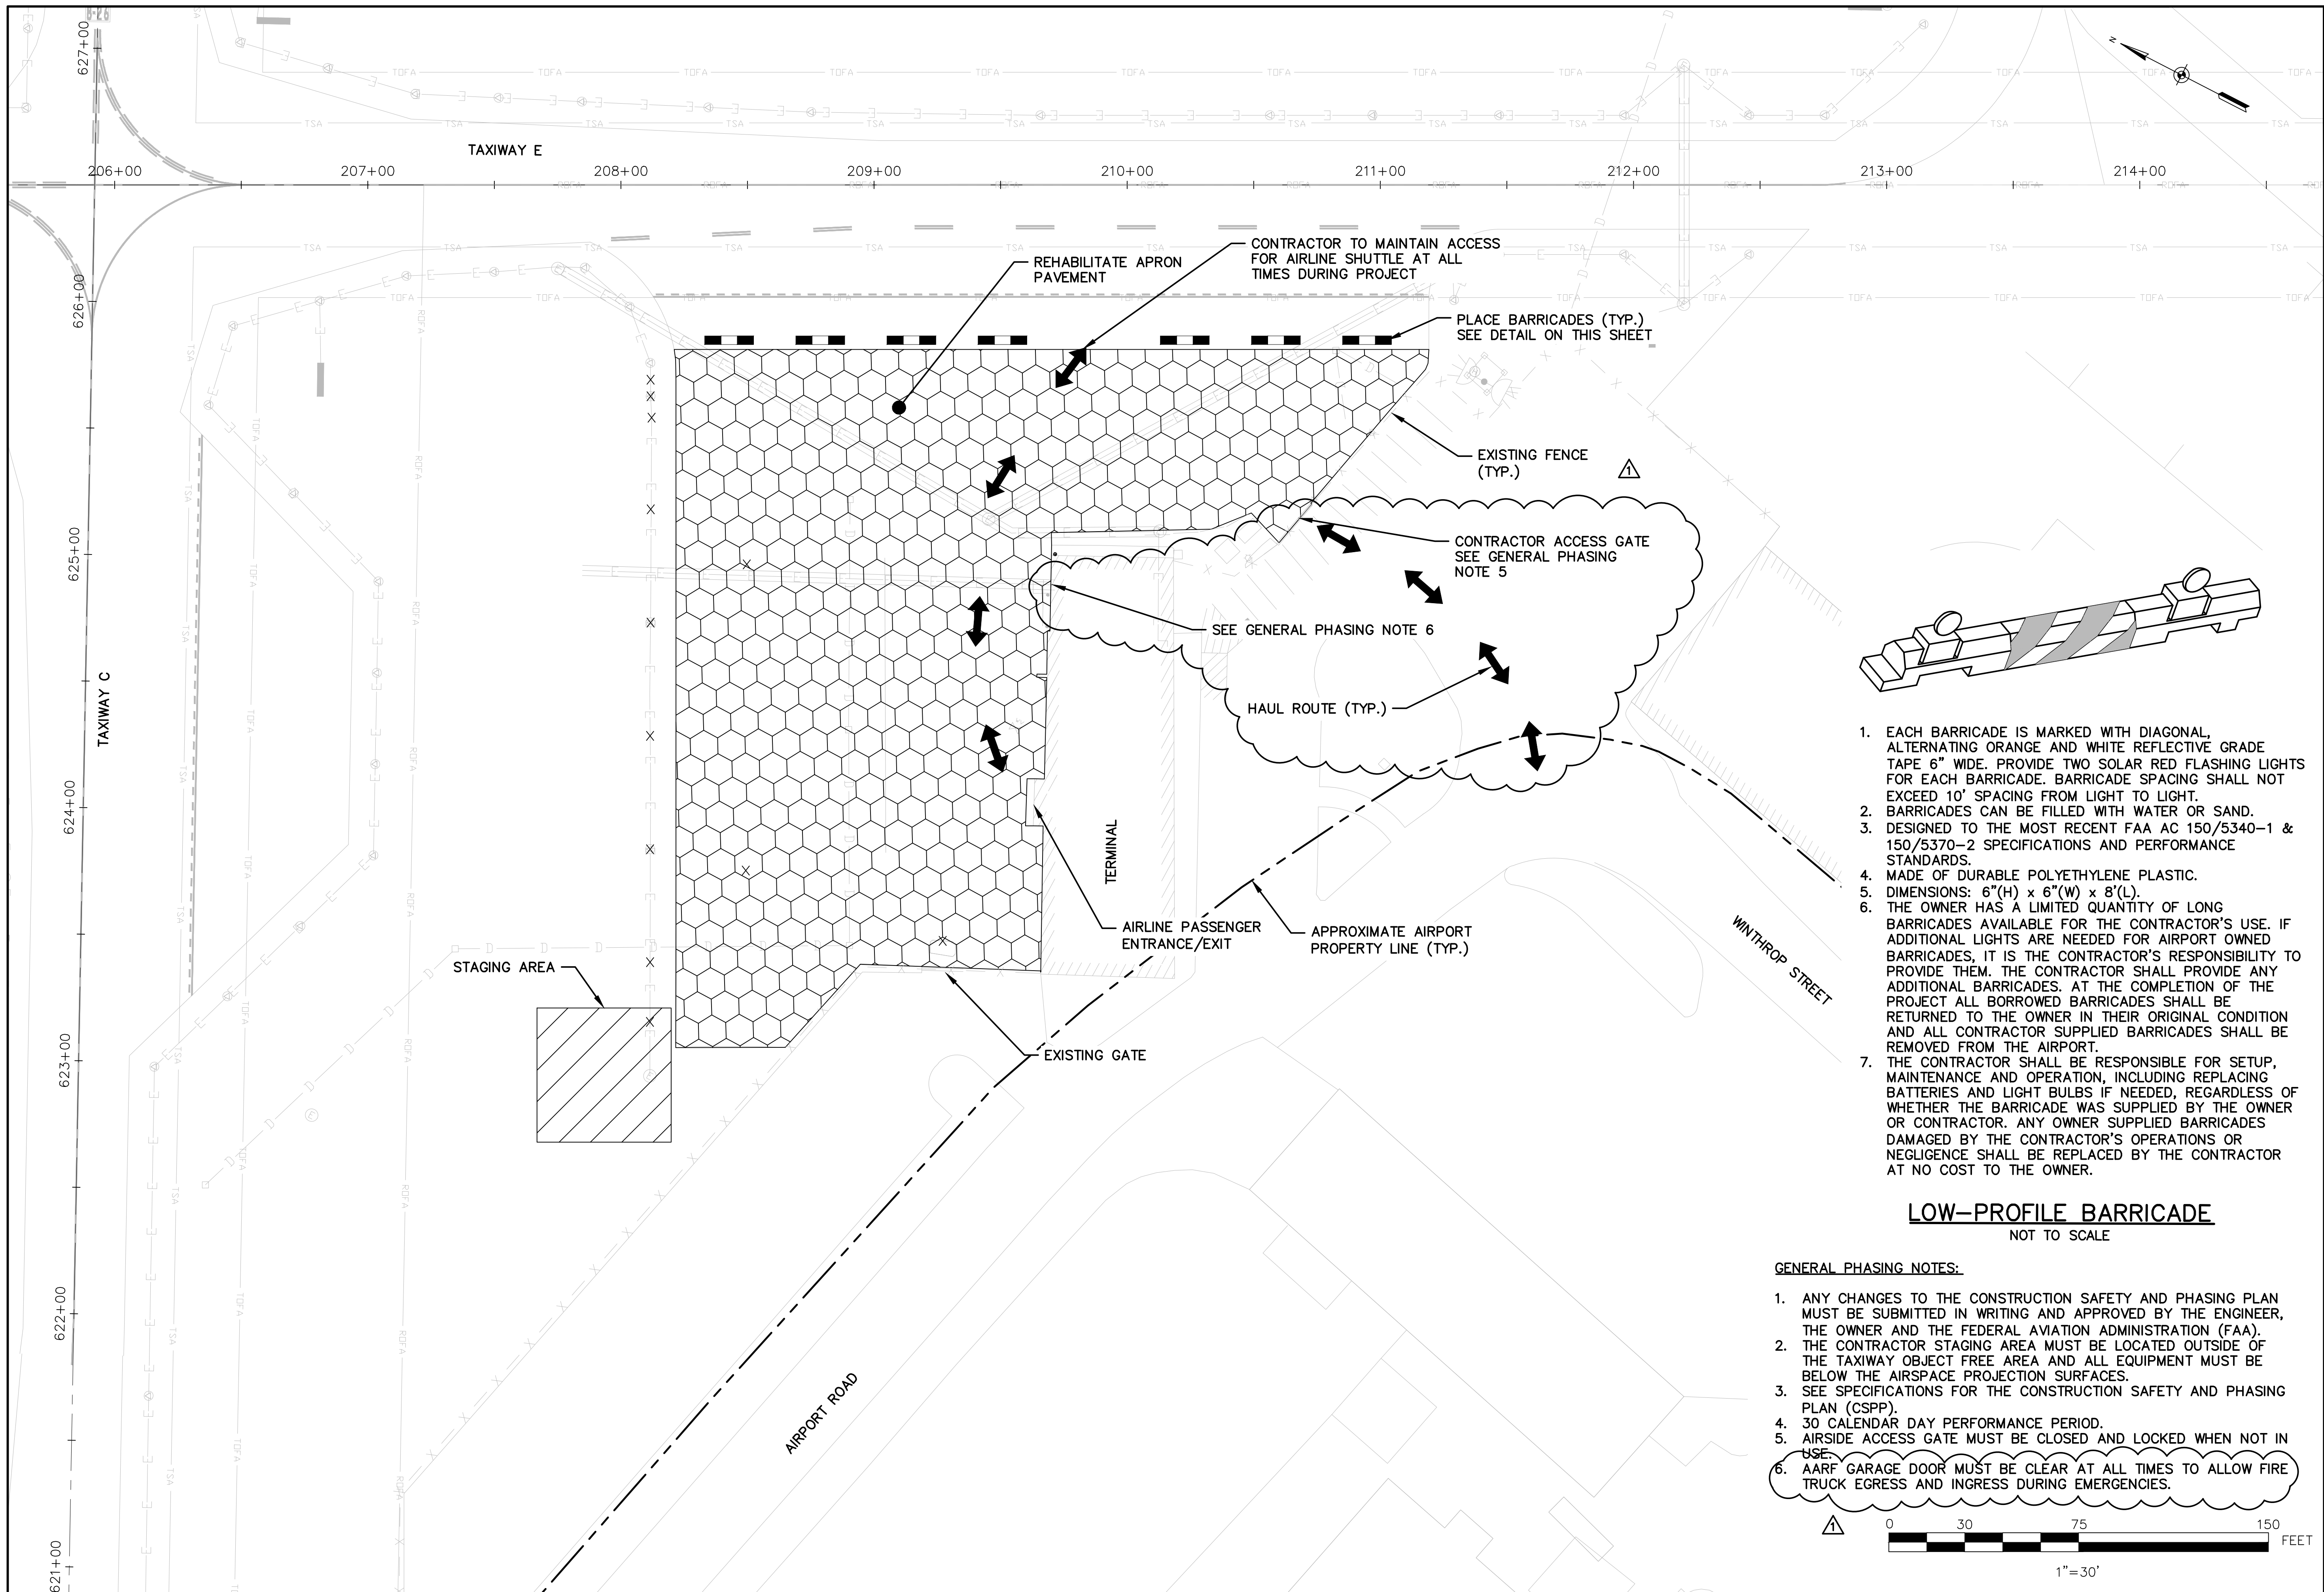 B-26
627+00
N
TAXIWAY E
206+00 207+00 208+00 209+00 210+00 211+00 212+00 213+00 214+00
TOFA
TSA
ROFA
E
D
X
626+00
625+00
624+00
623+00
622+00
621+00
TAXIWAY C
REHABILITATE APRON
PAVEMENT
CONTRACTOR TO MAINTAIN ACCESS
FOR AIRLINE SHUTTLE AT ALL
TIMES DURING PROJECT
PLACE BARRICADES (TYP.)
SEE DETAIL ON THIS SHEET
EXISTING FENCE
(TYP.)
1
CONTRACTOR ACCESS GATE
SEE GENERAL PHASING
NOTE 5
SEE GENERAL PHASING NOTE 6
HAUL ROUTE (TYP.)
TERMINAL
AIRLINE PASSENGER
ENTRANCE/EXIT
APPROXIMATE AIRPORT
PROPERTY LINE (TYP.)
WINTHROP STREET
STAGING AREA
EXISTING GATE
AIRPORT ROAD
1. EACH BARRICADE IS MARKED WITH DIAGONAL,
ALTERNATING ORANGE AND WHITE REFLECTIVE GRADE
TAPE 6" WIDE. PROVIDE TWO SOLAR RED FLASHING LIGHTS
FOR EACH BARRICADE. BARRICADE SPACING SHALL NOT
EXCEED 10' SPACING FROM LIGHT TO LIGHT.
2. BARRICADES CAN BE FILLED WITH WATER OR SAND.
3. DESIGNED TO THE MOST RECENT FAA AC 150/5340-1 &
150/5370-2 SPECIFICATIONS AND PERFORMANCE
STANDARDS.
4. MADE OF DURABLE POLYETHYLENE PLASTIC.
5. DIMENSIONS: 6"(H) x 6"(W) x 8'(L).
6. THE OWNER HAS A LIMITED QUANTITY OF LONG
BARRICADES AVAILABLE FOR THE CONTRACTOR'S USE. IF
ADDITIONAL LIGHTS ARE NEEDED FOR AIRPORT OWNED
BARRICADES, IT IS THE CONTRACTOR'S RESPONSIBILITY TO
PROVIDE THEM. THE CONTRACTOR SHALL PROVIDE ANY
ADDITIONAL BARRICADES. AT THE COMPLETION OF THE
PROJECT ALL BORROWED BARRICADES SHALL BE
RETURNED TO THE OWNER IN THEIR ORIGINAL CONDITION
AND ALL CONTRACTOR SUPPLIED BARRICADES SHALL BE
REMOVED FROM THE AIRPORT.
7. THE CONTRACTOR SHALL BE RESPONSIBLE FOR SETUP,
MAINTENANCE AND OPERATION, INCLUDING REPLACING
BATTERIES AND LIGHT BULBS IF NEEDED, REGARDLESS OF
WHETHER THE BARRICADE WAS SUPPLIED BY THE OWNER
OR CONTRACTOR. ANY OWNER SUPPLIED BARRICADES
DAMAGED BY THE CONTRACTOR'S OPERATIONS OR
NEGLIGENCE SHALL BE REPLACED BY THE CONTRACTOR
AT NO COST TO THE OWNER.
LOW-PROFILE BARRICADE
NOT TO SCALE
GENERAL PHASING NOTES:
1. ANY CHANGES TO THE CONSTRUCTION SAFETY AND PHASING PLAN
MUST BE SUBMITTED IN WRITING AND APPROVED BY THE ENGINEER,
THE OWNER AND THE FEDERAL AVIATION ADMINISTRATION (FAA).
2. THE CONTRACTOR STAGING AREA MUST BE LOCATED OUTSIDE OF
THE TAXIWAY OBJECT FREE AREA AND ALL EQUIPMENT MUST BE
BELOW THE AIRSPACE PROJECTION SURFACES.
3. SEE SPECIFICATIONS FOR THE CONSTRUCTION SAFETY AND PHASING
PLAN (CSPP).
4. 30 CALENDAR DAY PERFORMANCE PERIOD.
5. AIRSIDE ACCESS GATE MUST BE CLOSED AND LOCKED WHEN NOT IN
USE.
6. AARF GARAGE DOOR MUST BE CLEAR AT ALL TIMES TO ALLOW FIRE
TRUCK EGRESS AND INGRESS DURING EMERGENCIES.
1
0 30 75 150
FEET
1"=30'